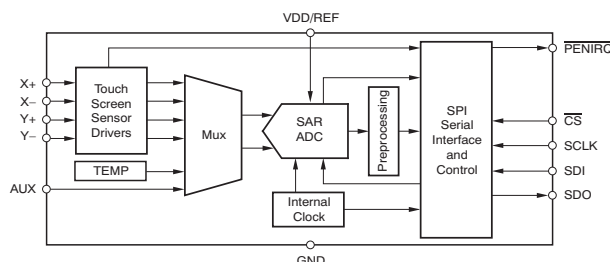 VDD/REF
PENIRQ
X+
X−
Y+
Y−
Touch
Screen
Sensor
Drivers
Mux
SAR
ADC
Preprocessing
SPI
Serial
Interface
and
Control
CS
SCLK
SDI
SDO
TEMP
AUX
Internal
Clock
GND